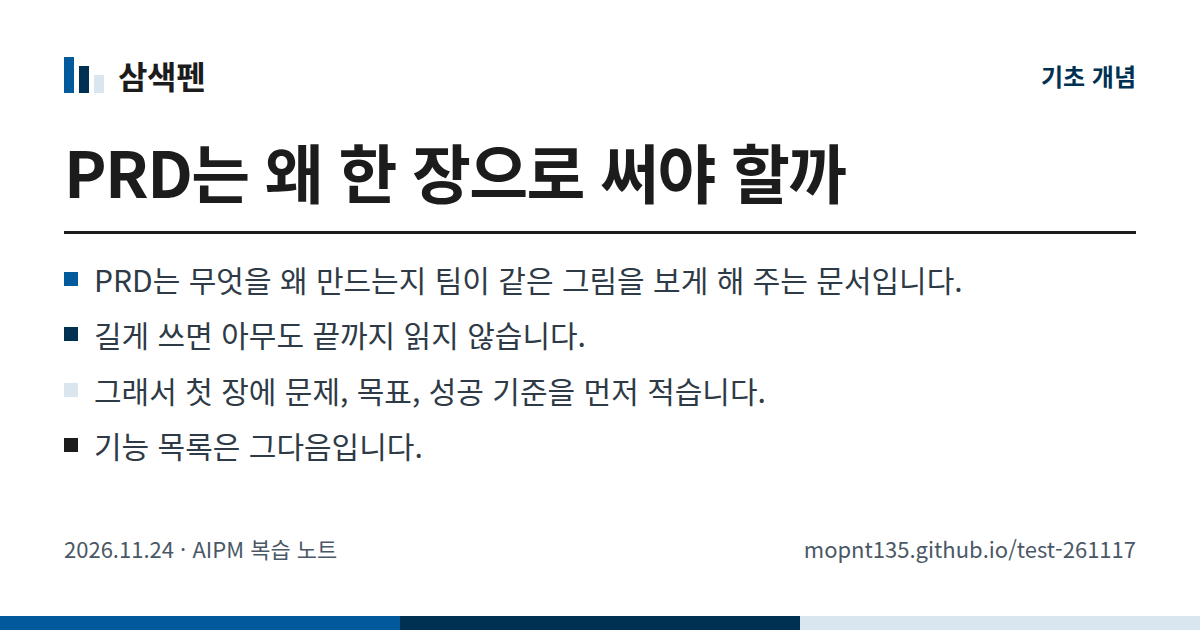 삼색펜
기초 개념
PRD는 왜 한 장으로 써야 할까
PRD는 무엇을 왜 만드는지 팀이 같은 그림을 보게 해 주는 문서입니다.
길게 쓰면 아무도 끝까지 읽지 않습니다.
그래서 첫 장에 문제, 목표, 성공 기준을 먼저 적습니다.
기능 목록은 그다음입니다.
2026.11.24 · AIPM 복습 노트
mopnt135.github.io/test-261117